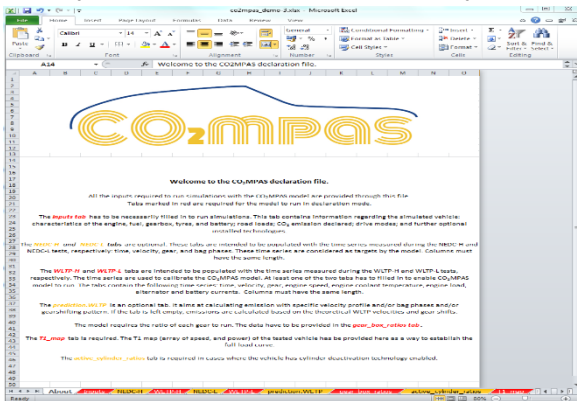 co2mpas_demo-2.xlsx - Microsoft Excel
File Home Insert Page Layout Formulas Data Review View
Calibri 14 General Conditional Formatting Insert
Paste Format as Table Delete Sort & Find &
Cell Styles Format Filter Select
Clipboard Font Alignment Number Styles Cells Editing
A14 fx Welcome to the CO2MPAS declaration file.
A B C D E F G H I J K L M N O
CO2mpas
Welcome to the CO2MPAS declaration file.
All the inputs required to run simulations with the CO2MPAS model are provided through this file
Tabs marked in red are required for the model to run in declaration mode.
The Inputs tab has to be necessarily filled in to run simulations. This tab contains information regarding the simulated vehicle:
characteristics of the engine, fuel, gearbox, tyres, and battery; road loads; CO2 emission declared; drive modes; and further optional
installed technologies.
The NEDC-H and NEDC-L tabs are optional. These tabs are intended to be populated with the time series measured during the NEDC-H and
NEDC-L tests, respectively: time, velocity, gear, and bag phases. These time series are considered as targets by the model. Columns must
have the same length.
The WLTP-H and WLTP-L tabs are intended to be populated with the time series measured during the WLTP-H and WLTP-L tests,
respectively. The time series are used to calibrate the CO2MPAS model. At least one of the two tabs has to filled in to enable CO2MPAS
model to run. The tabs contain the following time series: time, velocity, gear, engine speed, engine coolant temperature, engine load,
alternator and battery currents. Columns must have the same length.
The prediction.WLTP is an optional tab. It aims at calculating emission with specific velocity profile and/or bag phases and/or
gearshifting pattern. If the tab is left empty, emissions are calculated based on the theoretical WLTP velocities and gear shifts.
The model requires the ratio of each gear to run. The data have to be provided in the gear_box_ratios tab.
The T1_map tab is required. The T1 map (array of speed, and power) of the tested vehicle has be provided here as a way to establish the
full load curve.
The active_cylinder_ratios tab is required in cases where the vehicle has cylinder deactivation technology enabled.
About Inputs NEDC-H WLTP-H NEDC-L WLTP-L prediction.WLTP gear_box_ratios active_cylinder_ratios T1_map
Ready 80%